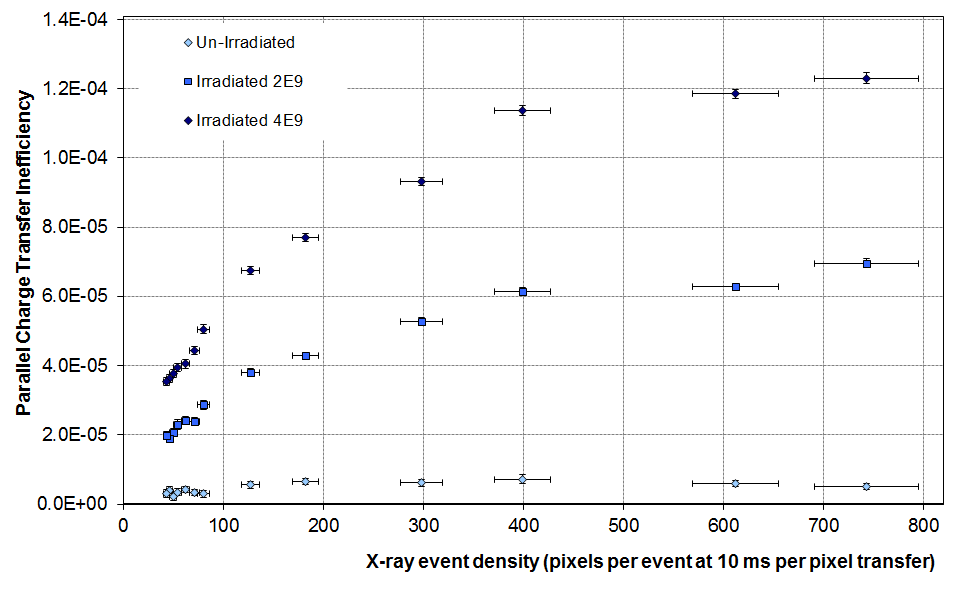 1.4E-04
1.2E-04
1.0E-04
8.0E-05
6.0E-05
4.0E-05
2.0E-05
0.0E+00
Parallel Charge Transfer Inefficiency
Un-Irradiated
Irradiated 2E9
Irradiated 4E9
0 100 200 300 400 500 600 700 800
X-ray event density (pixels per event at 10 ms per pixel transfer)